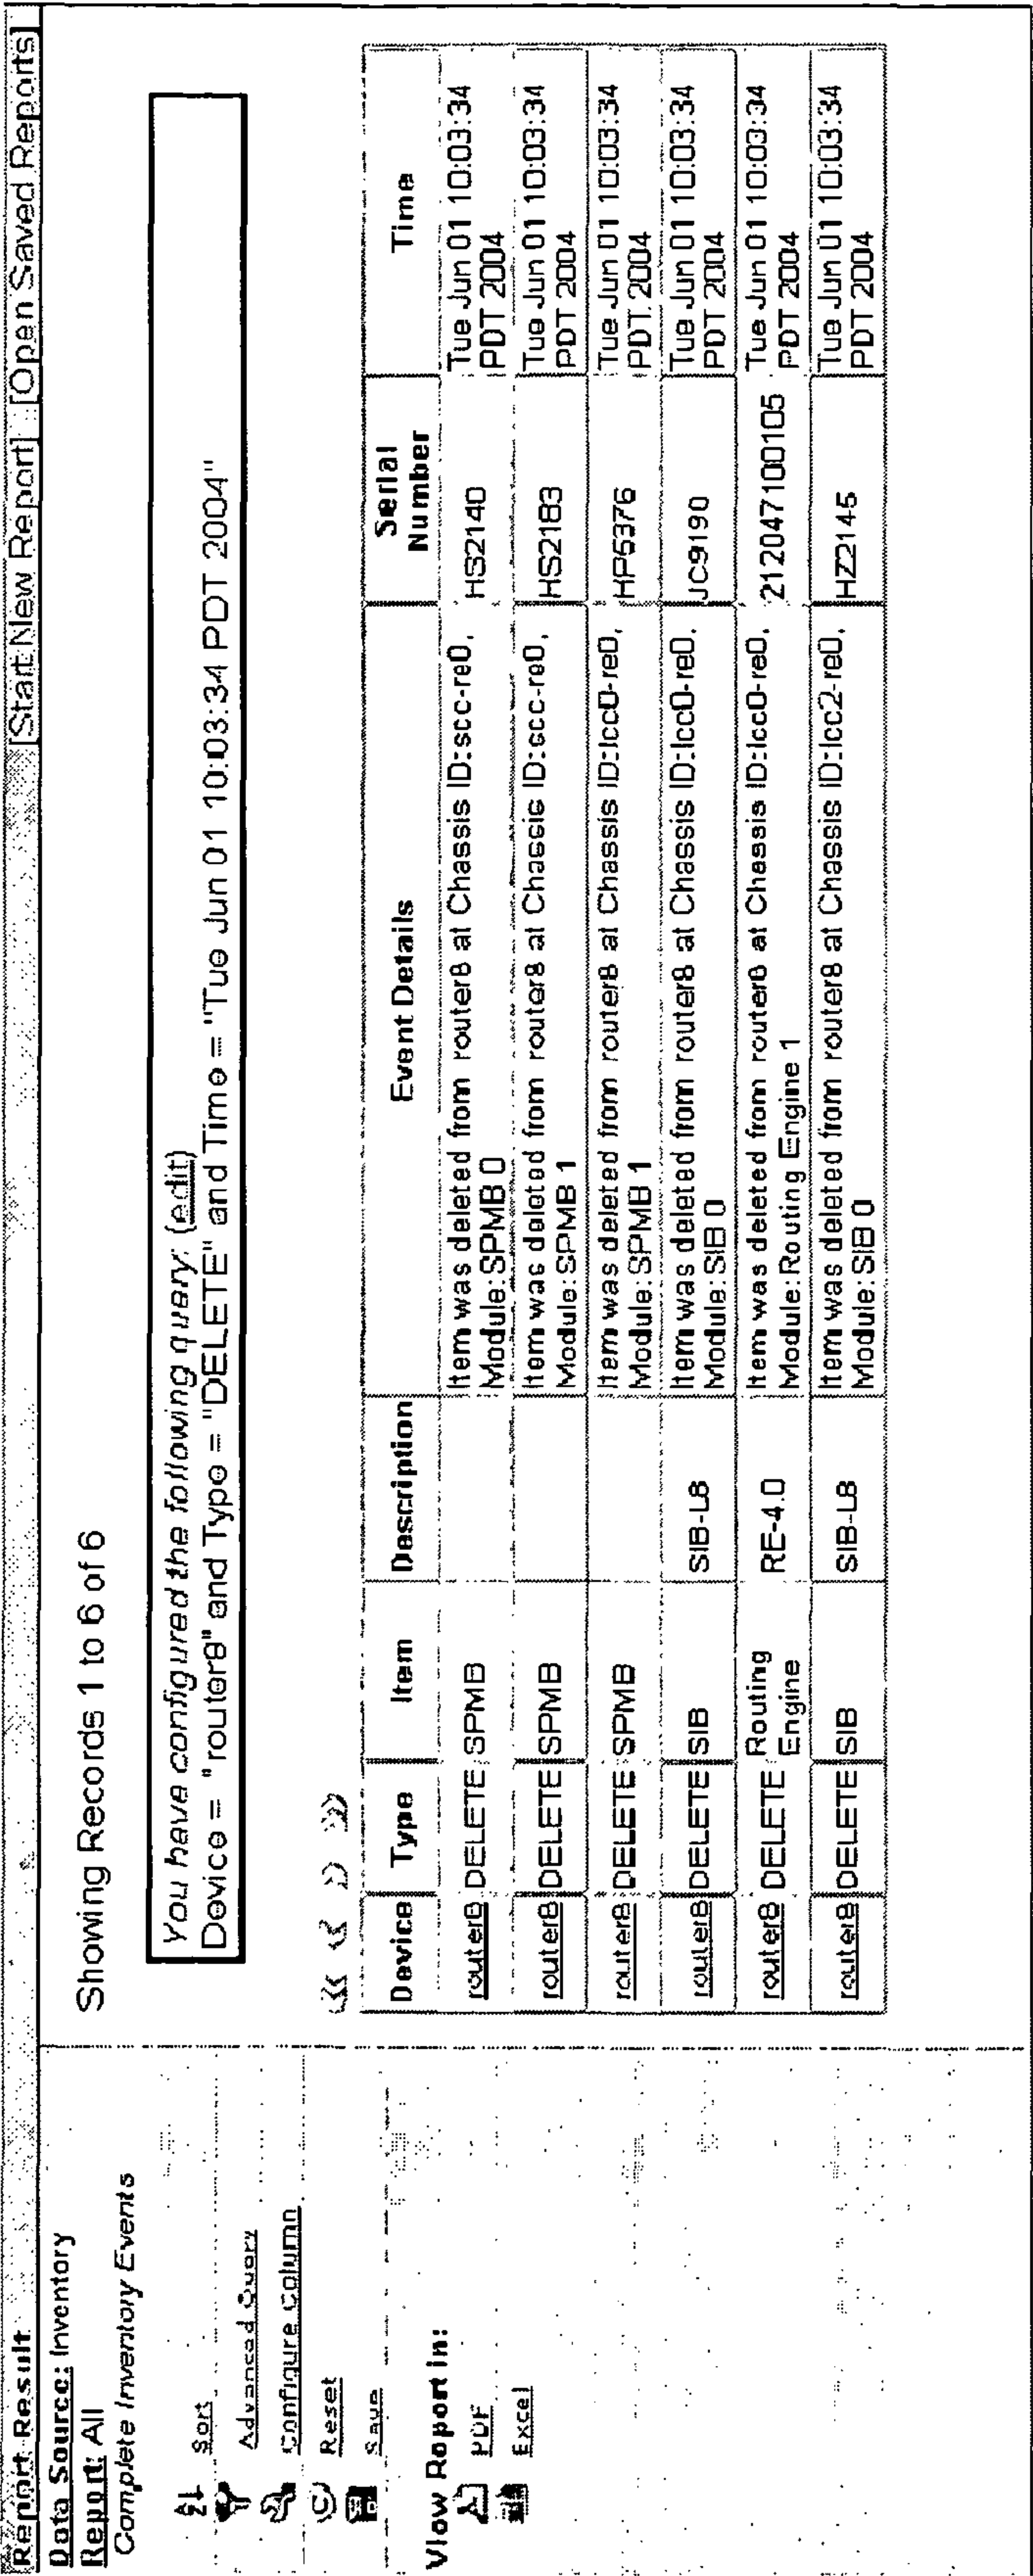 Report Result
[Start New Report] [Open Saved Reports]
Data Source: Inventory
Report: All
Complete Inventory Events
Sort
Advanced Query
Configure Column
Reset
Save
View Report in:
PDF
Excel
Showing Records 1 to 6 of 6
You have configured the following query: (edit)
Device = "router8" and Type = "DELETE" and Time = "Tue Jun 01 10:03:34 PDT 2004"
Device Type Item Description Event Details Serial Number Time
router8 DELETE SPMB Item was deleted from router8 at Chassis ID:scc-re0, HS2140 Tue Jun 01 10:03:34
Module:SPMB 0 PDT 2004
router8 DELETE SPMB Item was deleted from router8 at Chassis ID:scc-re0, HS2183 Tue Jun 01 10:03:34
Module:SPMB 1 PDT 2004
router8 DELETE SPMB Item was deleted from router8 at Chassis ID:lcc0-re0, Tue Jun 01 10:03:34
Module:SPMB 1 PDT 2004
router8 DELETE SIB SIB-L8 Item was deleted from router8 at Chassis ID:lcc0-re0, JC9190 Tue Jun 01 10:03:34
Module:SIB 0 PDT 2004
router8 DELETE Routing RE-4.0 Item was deleted from router8 at Chassis ID:lcc0-re0, 212047100105 Tue Jun 01 10:03:34
Engine Module:Routing Engine 1 PDT 2004
router8 DELETE SIB SIB-L8 Item was deleted from router8 at Chassis ID:lcc2-re0, HZ2145 Tue Jun 01 10:03:34
Module:SIB 0 PDT 2004